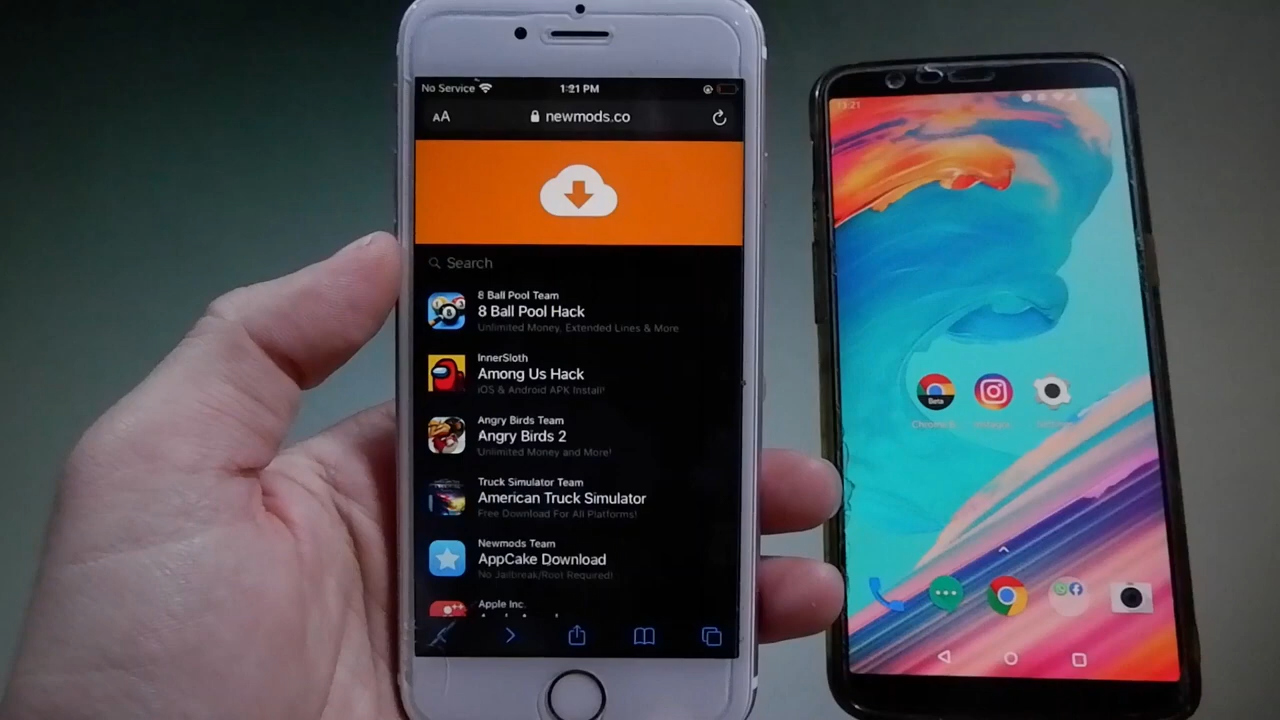 No Service
1:21 PM
AA
newmods.co
Search
8 Ball Pool Team
8 Ball Pool Hack
Unlimited Money, Extended Lines & More
InnerSloth
Among Us Hack
iOS & Android APK Install!
Angry Birds Team
Angry Birds 2
Unlimited Money and More!
Truck Simulator Team
American Truck Simulator
Free Download For All Platforms!
Newmods Team
AppCake Download
No Jailbreak/Root Required!
Apple Inc.
13:21
Beta